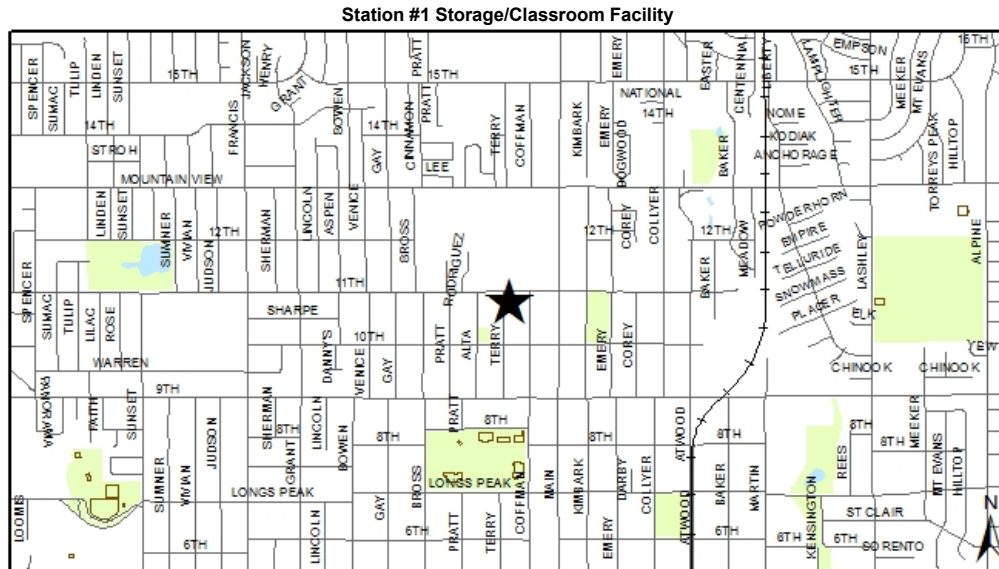 Station #1 Storage/Classroom Facility
SPENCER
SUMAC
TULIP
LINDEN
SUNSET
15TH
JACKSON
HENRY
GRANT
BOWEN
PRATT
15TH
EMERY
EASTER
CENTENNIAL
LIBERTY
LAMPLIGHTER
EMPSON
15TH
15TH
MEEKER
MT EVANS
14TH
STROH
FRANCIS
14TH
GAY
CINNAMON
PRATT
LEE
TERRY
COFFMAN
KIMBARK
EMERY
DOGWOOD
NATIONAL
14TH
BAKER
NOME
KODIAK
ANCHORAGE
TORREYS PEAK
HILLTOP
MOUNTAIN VIEW
LINDEN
SUNSET
SUMNER
VIVIAN
JUDSON
12TH
SHERMAN
LINCOLN
ASPEN
VENICE
BROSS
RODRIGUEZ
12TH
COREY
COLLYER
12TH
BAKER
MEADOW
POWDERHORN
EMPIRE
TELLURIDE
SNOWMASS
PLACER
LASHLEY
ELK
ALPINE
YEW
SPENCER
11TH
SUMAC
TULIP
LILAC
ROSE
SHARPE
10TH
DANNY'S
VENICE
GAY
PRATT
ALTA
TERRY
EMERY
COREY
WARREN
CHINOOK
CHINOOK
PANORAMA
FAITH
SUNSET
9TH
SHERMAN
8TH
GRANT
LINCOLN
BOWEN
8TH
PRATT
8TH
8TH
ATWOOD
8TH
8TH
8TH
MEEKER
JUDSON
SUMNER
VIVIAN
LONGS PEAK
GAY
BROSS
LONGS PEAK
COFFMAN
MAIN
KIMBARK
DARBY
COLLYER
BAKER
MARTIN
REES
MT EVANS
HILLTOP
LOOMIS
6TH
LINCOLN
6TH
PRATT
TERRY
EMERY
ATWOOD
6TH
6TH
KENSINGTON
6TH
ST CLAIR
SORENTO
N